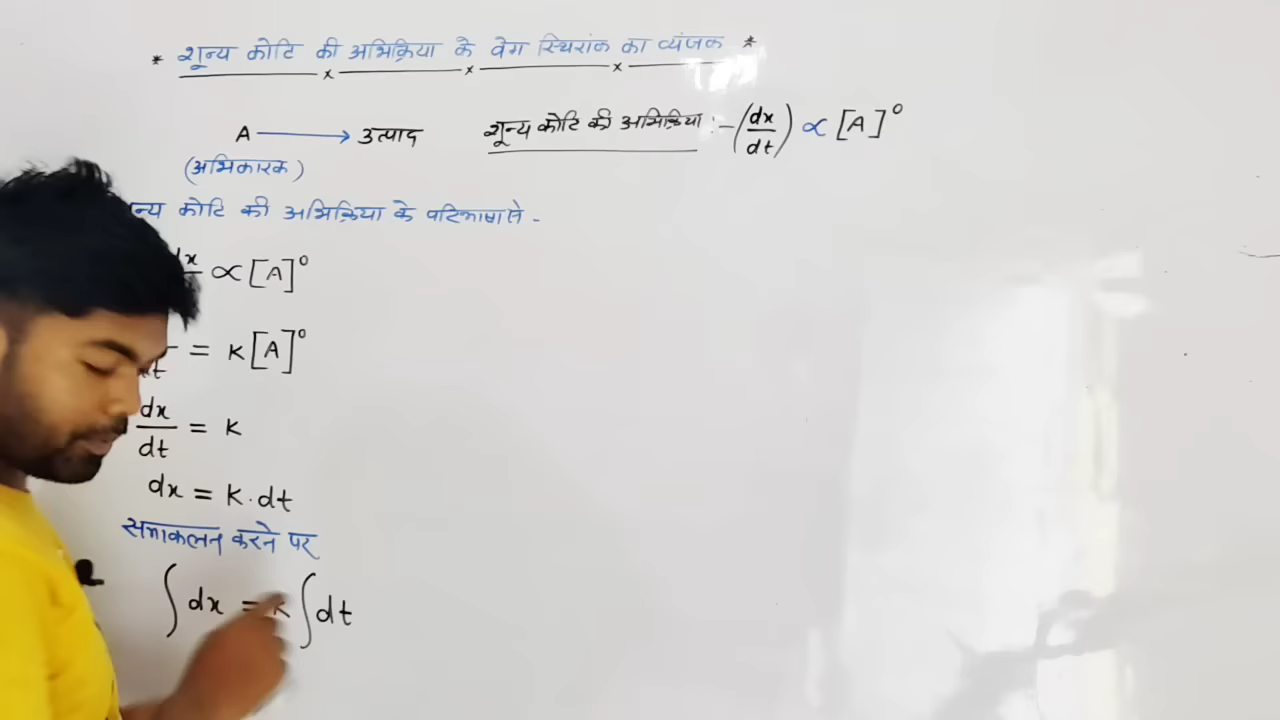 * शून्य कोटि की अभिक्रिया के वेग स्थिरांक का व्यंजक *
A ⟶ उत्पाद शून्य कोटि की अभिक्रिया :- (dx/dt) ∝ [A]⁰
(अभिकारक)
कोटि की अभिक्रिया के परिभाषा से -
∝ [A]⁰
= K[A]⁰
dx/dt = K
dx = K.dt
समाकलन करने पर
∫dx = K∫dt